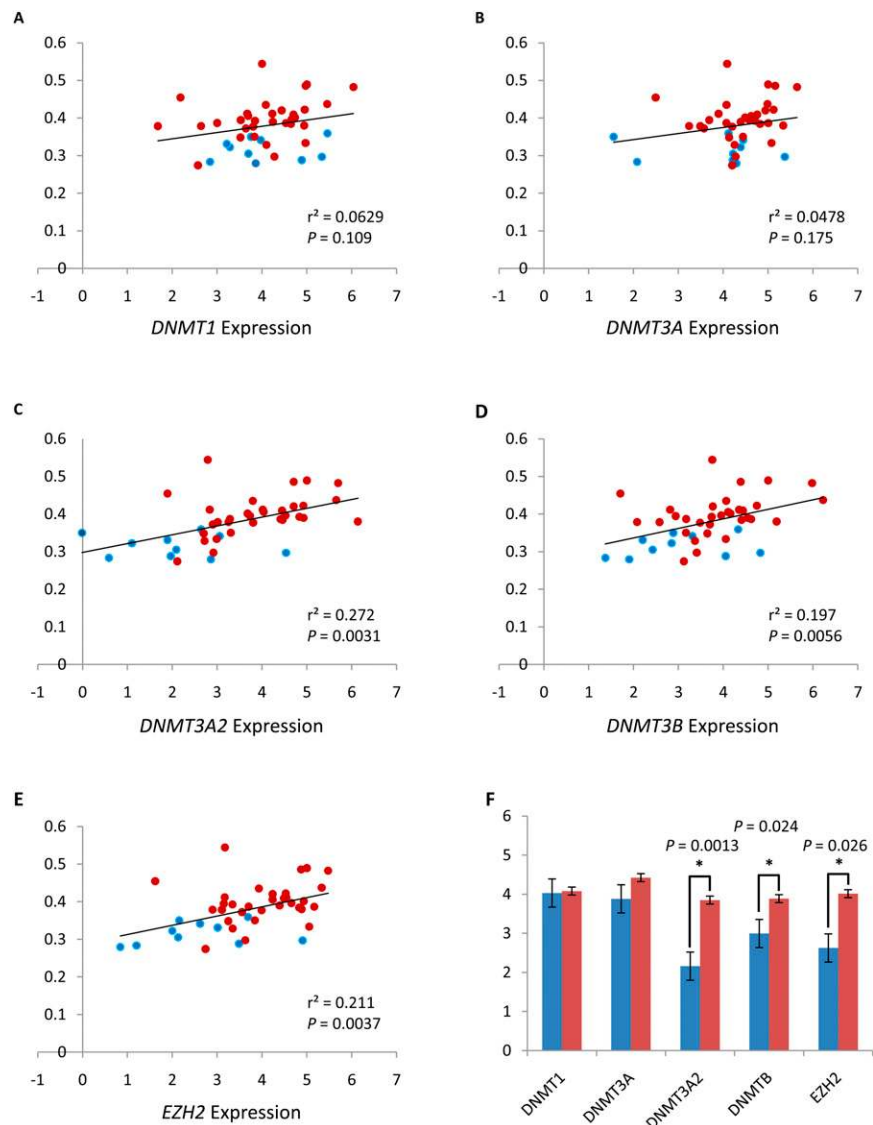 A
0.6
0.5
0.4
0.3
0.2
0.1
0
-1 0 1 2 3 4 5 6 7
r² = 0.0629
P = 0.109
DNMT1 Expression
B
0.6
0.5
0.4
0.3
0.2
0.1
0
-1 0 1 2 3 4 5 6 7
r² = 0.0478
P = 0.175
DNMT3A Expression
C
0.6
0.5
0.4
0.3
0.2
0.1
0
-1 0 1 2 3 4 5 6 7
r² = 0.272
P = 0.0031
DNMT3A2 Expression
D
0.6
0.5
0.4
0.3
0.2
0.1
0
-1 0 1 2 3 4 5 6 7
r² = 0.197
P = 0.0056
DNMT3B Expression
E
0.6
0.5
0.4
0.3
0.2
0.1
0
-1 0 1 2 3 4 5 6 7
r² = 0.211
P = 0.0037
EZH2 Expression
F
6
5
4
3
2
1
0
P = 0.0013
*
P = 0.024
*
P = 0.026
*
DNMT1
DNMT3A
DNMT3A2
DNMTB
EZH2